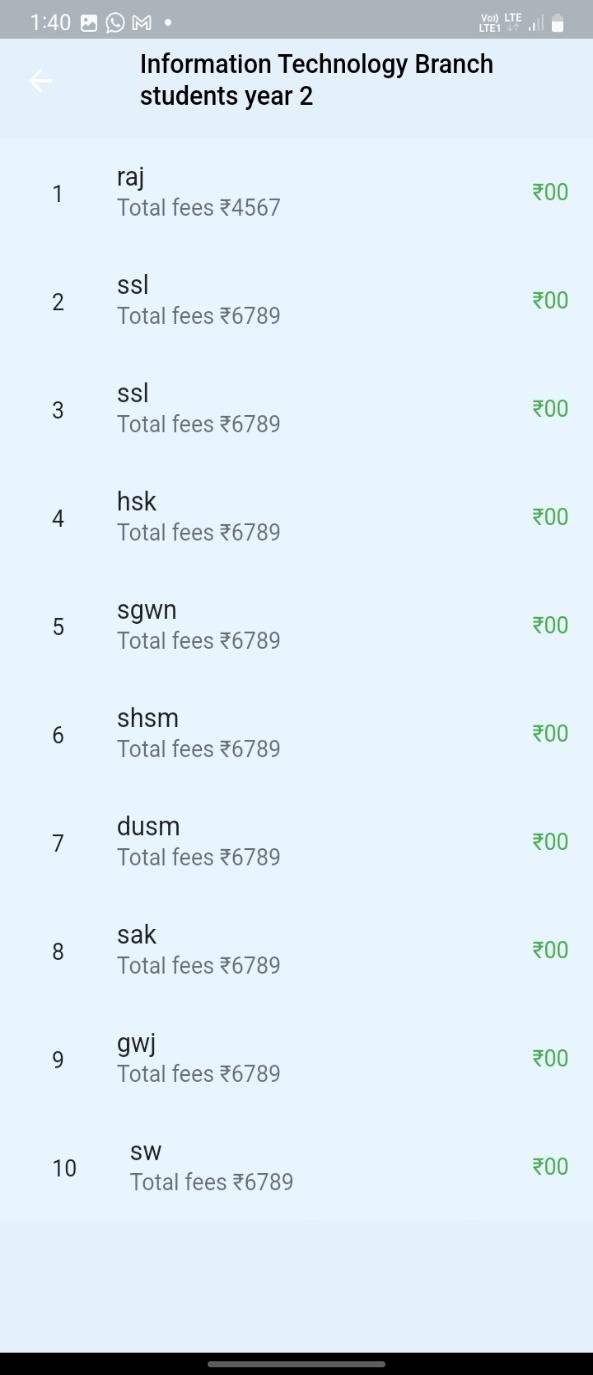 1:40
Vo) LTE
LTE1
Information Technology Branch
students year 2
1
raj
Total fees ₹4567
₹00
2
ssl
Total fees ₹6789
₹00
3
ssl
Total fees ₹6789
₹00
4
hsk
Total fees ₹6789
₹00
5
sgwn
Total fees ₹6789
₹00
6
shsm
Total fees ₹6789
₹00
7
dusm
Total fees ₹6789
₹00
8
sak
Total fees ₹6789
₹00
9
gwj
Total fees ₹6789
₹00
10
sw
Total fees ₹6789
₹00